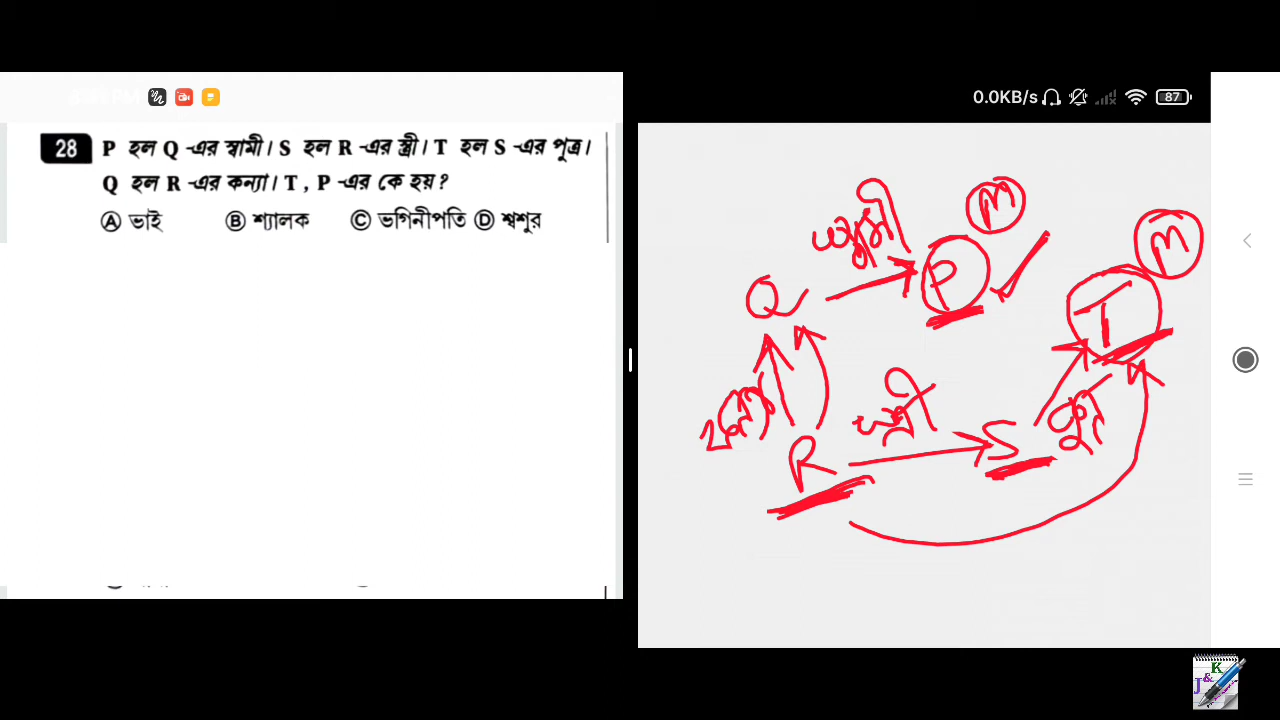 0.0KB/s 87
28 P হল Q -এর স্বামী। S হল R -এর স্ত্রী। T হল S -এর পুত্র।
Q হল R -এর কন্যা। T, P -এর কে হয়?
A ভাই B শ্যালক C ভগিনীপতি D শ্বশুর
M
স্বামী M
Q P T
কন্যা স্ত্রী পুত্র
R S
K
J &